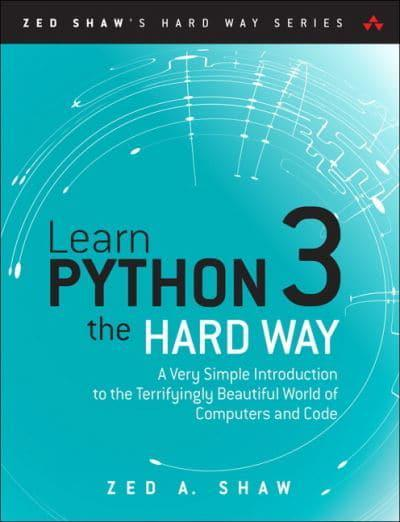 ZED SHAW'S HARD WAY SERIES
Learn
PYTHON 3
the HARD WAY
A Very Simple Introduction
to the Terrifyingly Beautiful World of
Computers and Code
ZED A. SHAW